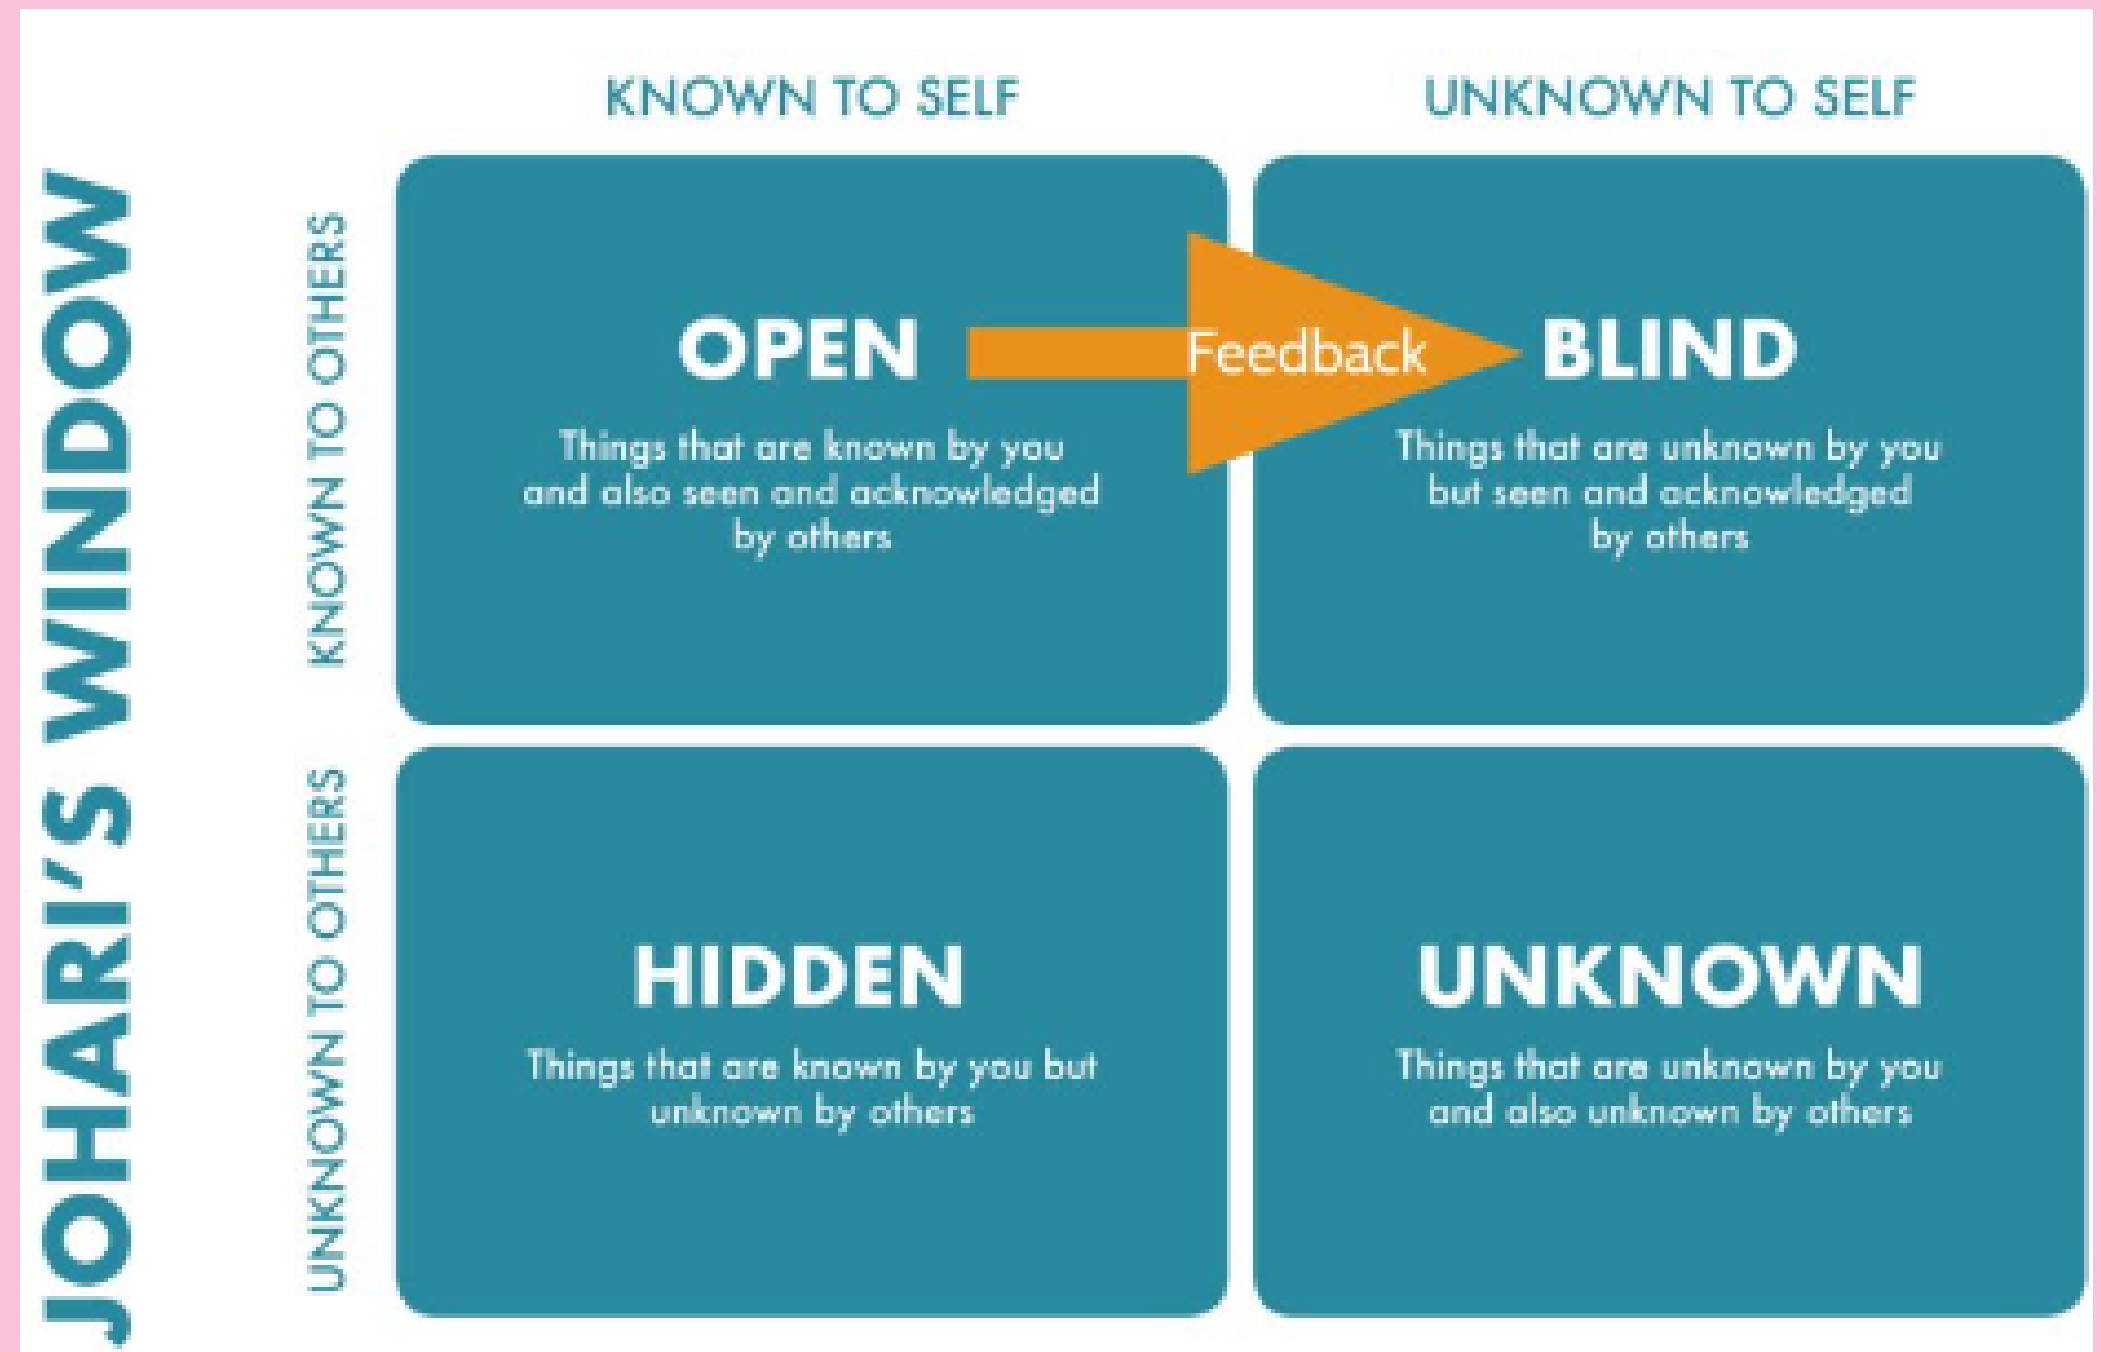 JOHARI'S WINDOW
KNOWN TO SELF
UNKNOWN TO SELF
KNOWN TO OTHERS
OPEN
Things that are known by you
and also seen and acknowledged
by others
Feedback
BLIND
Things that are unknown by you
but seen and acknowledged
by others
UNKNOWN TO OTHERS
HIDDEN
Things that are known by you but
unknown by others
UNKNOWN
Things that are unknown by you
and also unknown by others